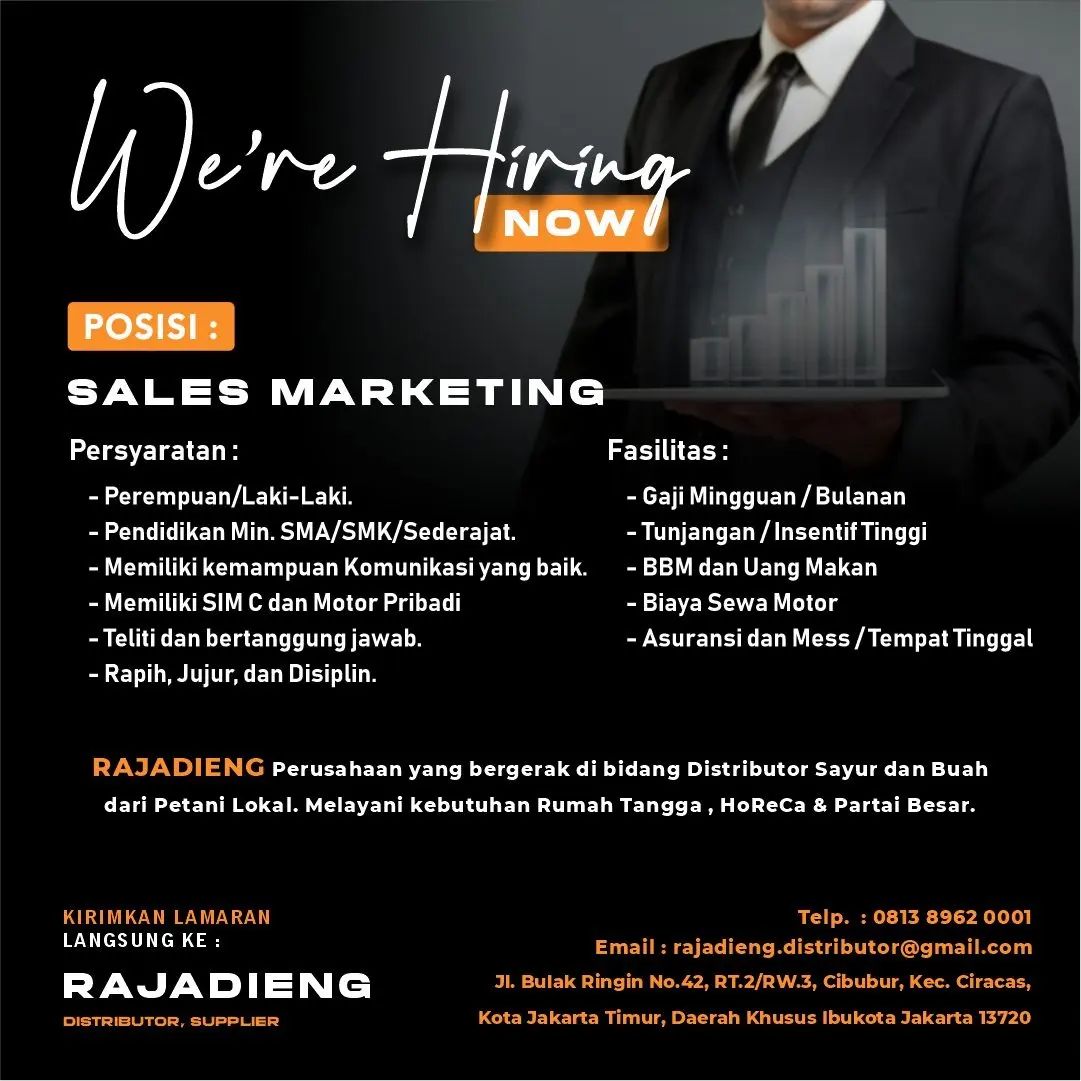 We're Hiring
NOW
POSISI :
SALES MARKETING
Persyaratan :
- Perempuan/Laki-Laki.
- Pendidikan Min. SMA/SMK/Sederajat.
- Memiliki kemampuan Komunikasi yang baik.
- Memiliki SIM C dan Motor Pribadi
- Teliti dan bertanggung jawab.
- Rapih, Jujur, dan Disiplin.
Fasilitas :
- Gaji Mingguan / Bulanan
- Tunjangan / Insentif Tinggi
- BBM dan Uang Makan
- Biaya Sewa Motor
- Asuransi dan Mess / Tempat Tinggal
RAJADIENG Perusahaan yang bergerak di bidang Distributor Sayur dan Buah
dari Petani Lokal. Melayani kebutuhan Rumah Tangga , HoReCa & Partai Besar.
KIRIMKAN LAMARAN
LANGSUNG KE :
RAJADIENG
DISTRIBUTOR, SUPPLIER
Telp. : 0813 8962 0001
Email : rajadieng.distributor@gmail.com
Jl. Bulak Ringin No.42, RT.2/RW.3, Cibubur, Kec. Ciracas,
Kota Jakarta Timur, Daerah Khusus Ibukota Jakarta 13720